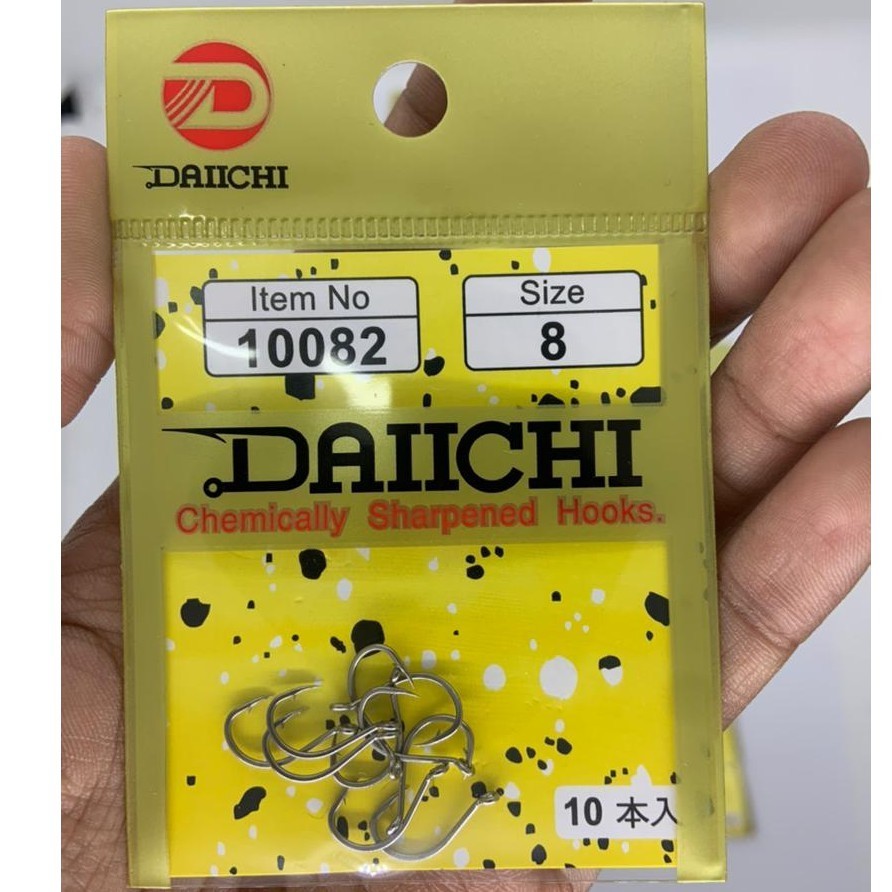 DAIICHI
Item No
10082
Size
8
DAIICHI
Chemically Sharpened Hooks.
10 本入